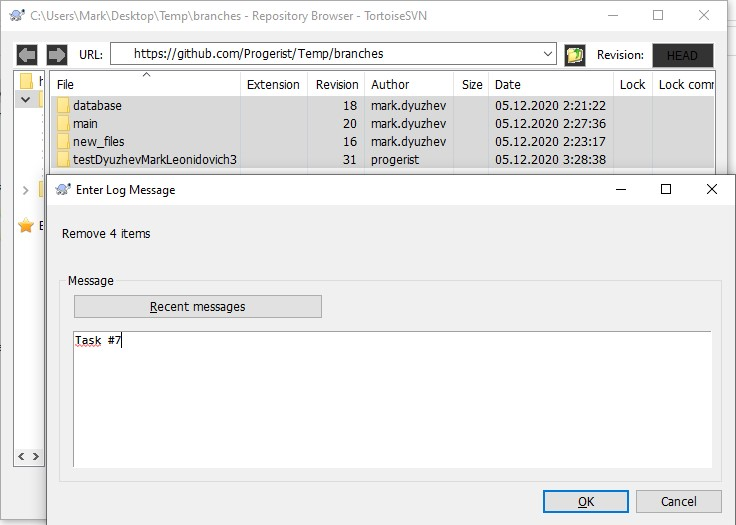 C:\Users\Mark\Desktop\Temp\branches - Repository Browser - TortoiseSVN
URL: https://github.com/Progerist/Temp/branches Revision: HEAD
File Extension Revision Author Size Date Lock Lock comm
database 18 mark.dyuzhev 05.12.2020 2:21:22
main 20 mark.dyuzhev 05.12.2020 2:27:36
new_files 16 mark.dyuzhev 05.12.2020 2:23:17
testDyuzhevMarkLeonidovich3 31 progerist 05.12.2020 3:28:38
Enter Log Message
Remove 4 items
Message
Recent messages
Task #7
OK Cancel